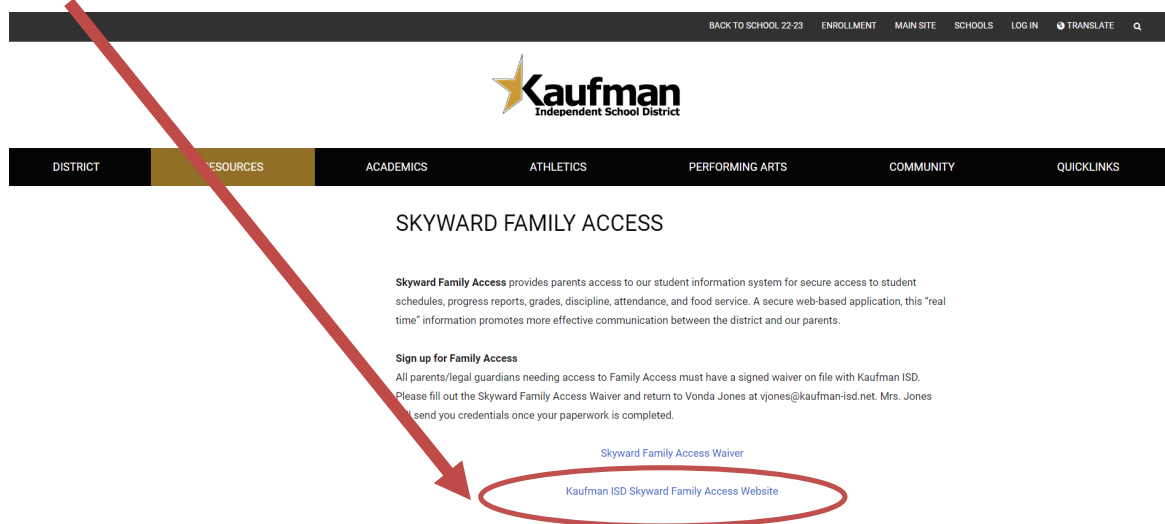 BACK TO SCHOOL 22-23 ENROLLMENT MAIN SITE SCHOOLS LOG IN TRANSLATE
Kaufman
Independent School District
DISTRICT RESOURCES ACADEMICS ATHLETICS PERFORMING ARTS COMMUNITY QUICKLINKS
SKYWARD FAMILY ACCESS
Skyward Family Access provides parents access to our student information system for secure access to student
schedules, progress reports, grades, discipline, attendance, and food service. A secure web-based application, this “real
time” information promotes more effective communication between the district and our parents.
Sign up for Family Access
All parents/legal guardians needing access to Family Access must have a signed waiver on file with Kaufman ISD.
Please fill out the Skyward Family Access Waiver and return to Vonda Jones at vjones@kaufman-isd.net. Mrs. Jones
send you credentials once your paperwork is completed.
Skyward Family Access Waiver
Kaufman ISD Skyward Family Access Website